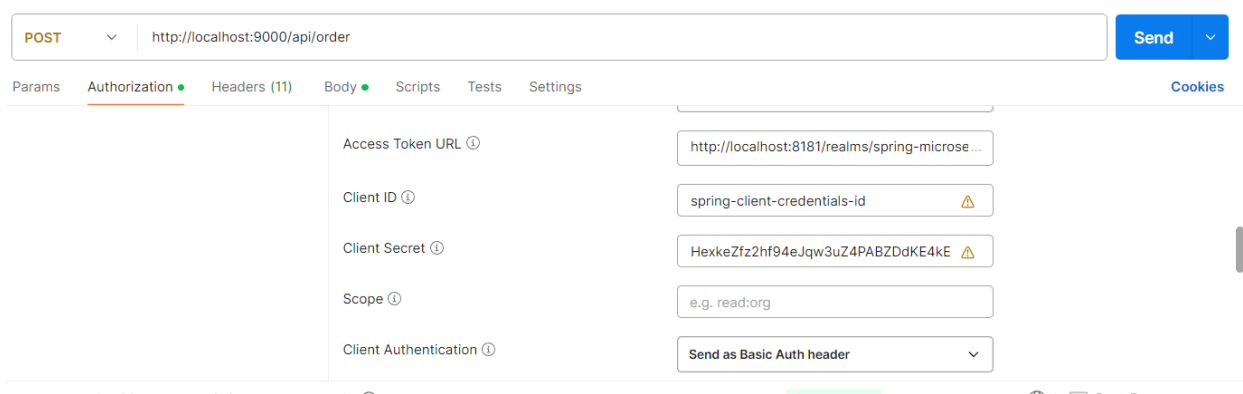 POST http://localhost:9000/api/order Send
Params Authorization Headers (11) Body Scripts Tests Settings Cookies
Access Token URL http://localhost:8181/realms/spring-microse...
Client ID spring-client-credentials-id
Client Secret HexkeZfz2hf94eJqw3uZ4PABZDdKE4kE
Scope e.g. read:org
Client Authentication Send as Basic Auth header